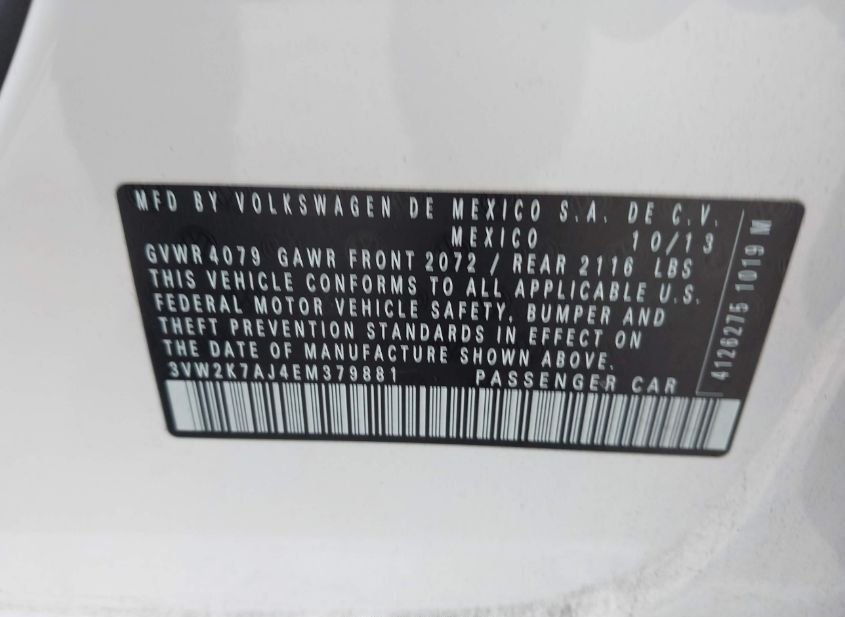 MFD BY VOLKSWAGEN DE MEXICO S.A. DE C.V.
MEXICO 10/13
GVWR 4079 GAWR FRONT 2072 / REAR 2116 LBS
THIS VEHICLE CONFORMS TO ALL APPLICABLE U.S.
FEDERAL MOTOR VEHICLE SAFETY, BUMPER AND
THEFT PREVENTION STANDARDS IN EFFECT ON
THE DATE OF MANUFACTURE SHOWN ABOVE.
3VW2K7AJ4EM379881 PASSENGER CAR
4126275 1019 M